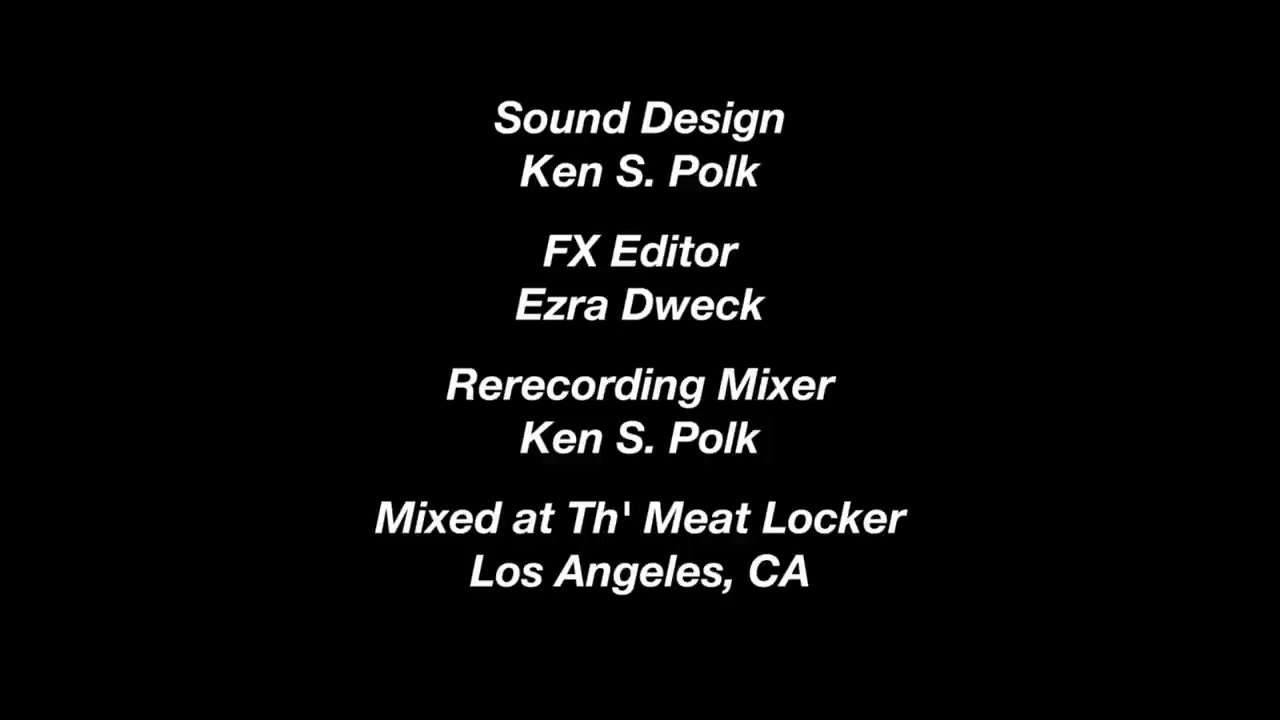 Sound Design
Ken S. Polk
FX Editor
Ezra Dweck
Rerecording Mixer
Ken S. Polk
Mixed at Th' Meat Locker
Los Angeles, CA